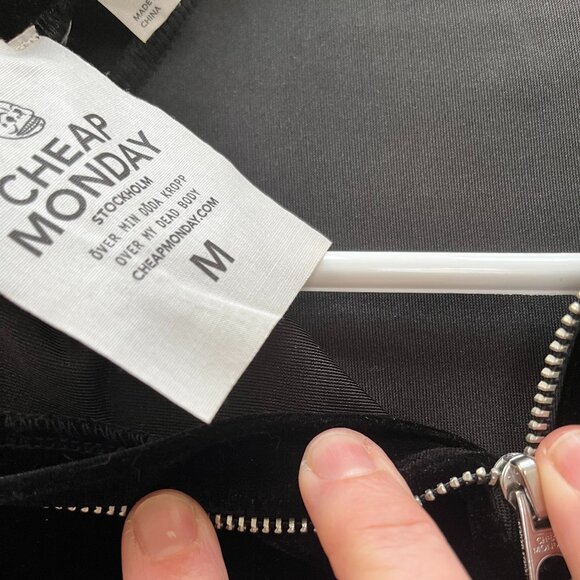 MADE
CHINA
CHEAP
MONDAY
STOCKHOLM
ÖVER MIN DÖDA KROPP
OVER MY DEAD BODY
CHEAPMONDAY.COM
M